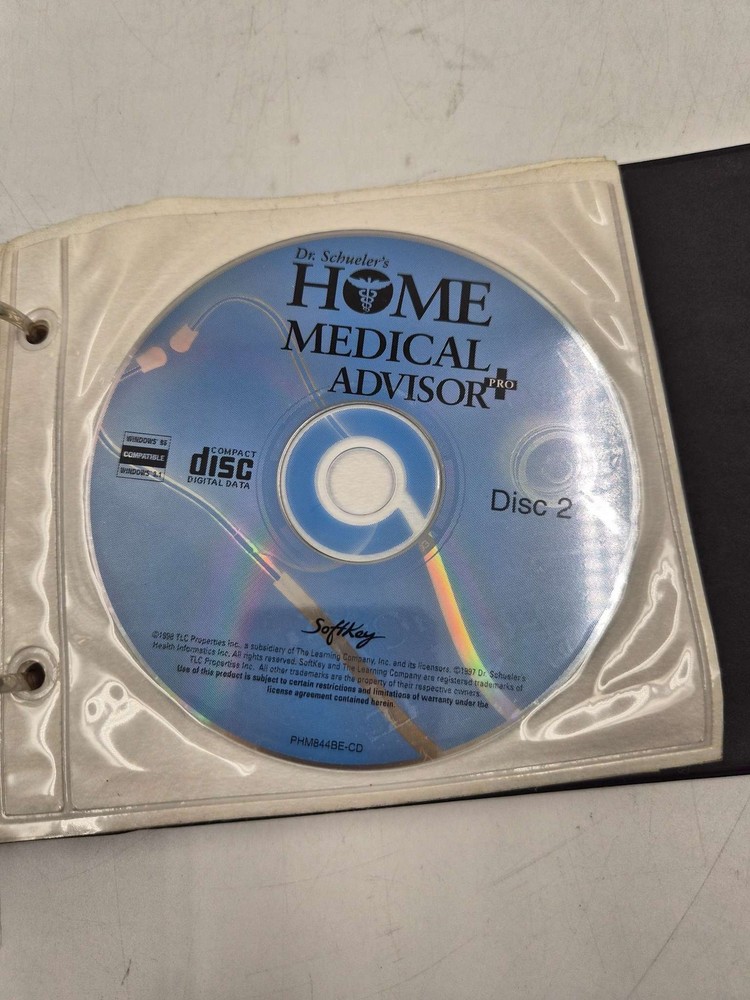 Dr. Schueler's
HOME
MEDICAL
ADVISOR
PRO
WINDOWS 95
COMPATIBLE
WINDOWS 3.1
COMPACT
disc
DIGITAL DATA
Disc 2
SoftKey
©1998 TLC Properties Inc., a subsidiary of The Learning Company, Inc. and its licensors. ©1997 Dr. Schueler's
Health Informatics Inc. All rights reserved. SoftKey and The Learning Company are registered trademarks of
TLC Properties Inc. All other trademarks are the property of their respective owners.
Use of this product is subject to certain restrictions and limitations of warranty under the
license agreement contained herein.
PHM844BE-CD